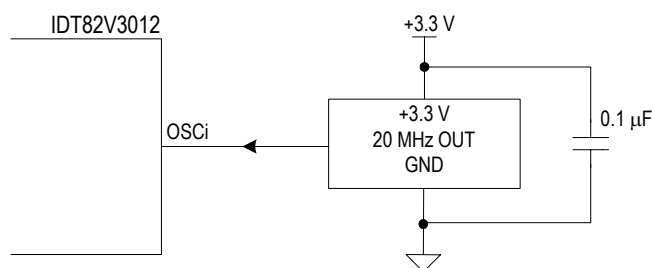 IDT82V3012
+3.3 V
OSCi
+3.3 V
20 MHz OUT
GND
0.1 μF